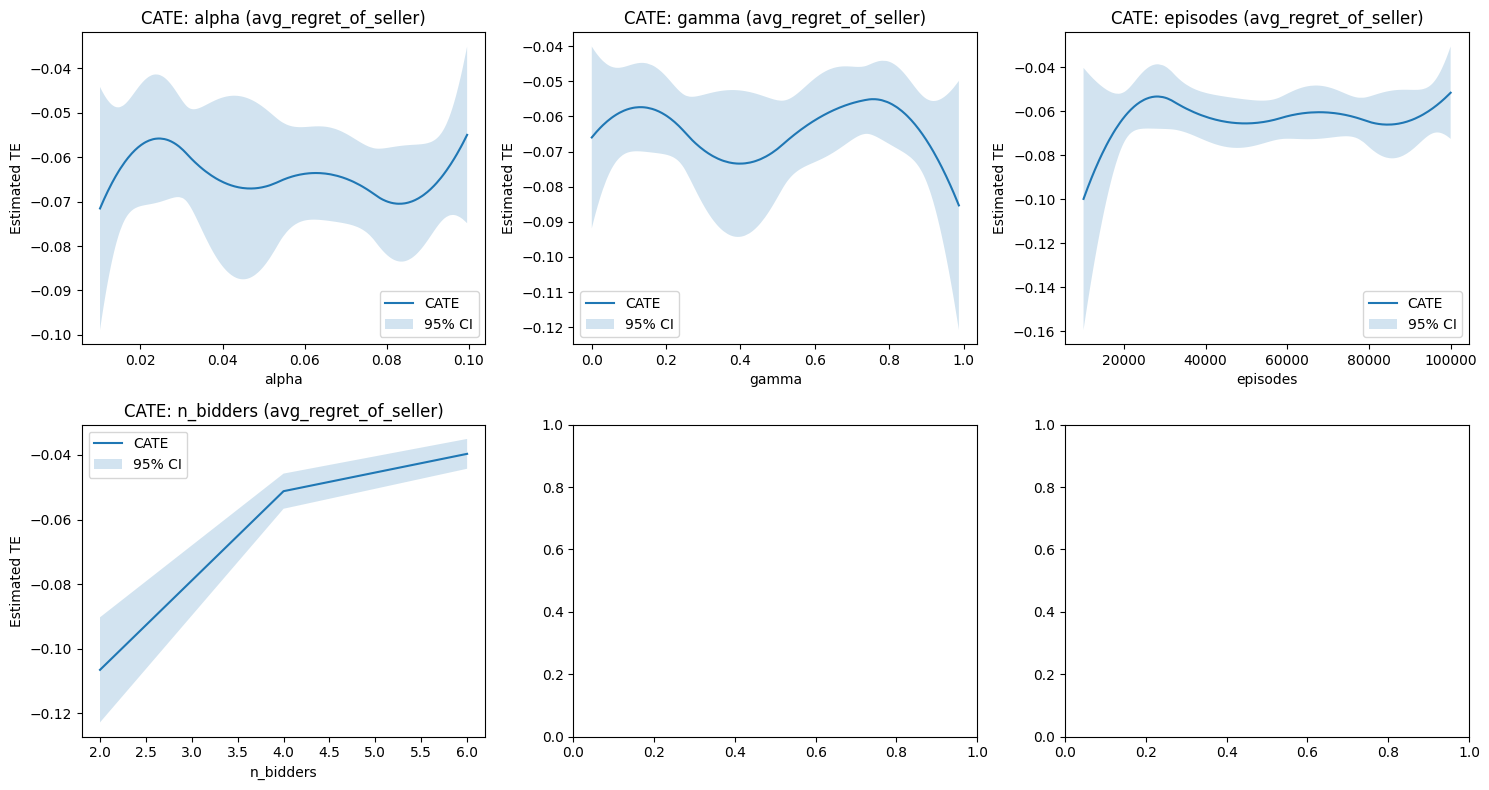 CATE: alpha (avg_regret_of_seller)
−0.04
−0.05
−0.06
−0.07
−0.08
−0.09
−0.10
Estimated TE
CATE
95% CI
0.02 0.04 0.06 0.08 0.10
alpha
CATE: gamma (avg_regret_of_seller)
−0.04
−0.05
−0.06
−0.07
−0.08
−0.09
−0.10
−0.11
−0.12
Estimated TE
CATE
95% CI
0.0 0.2 0.4 0.6 0.8 1.0
gamma
CATE: episodes (avg_regret_of_seller)
−0.04
−0.06
−0.08
−0.10
−0.12
−0.14
−0.16
Estimated TE
CATE
95% CI
20000 40000 60000 80000 100000
episodes
CATE: n_bidders (avg_regret_of_seller)
CATE
95% CI
−0.04
−0.06
−0.08
−0.10
−0.12
Estimated TE
2.0 2.5 3.0 3.5 4.0 4.5 5.0 5.5 6.0
n_bidders
1.0
0.8
0.6
0.4
0.2
0.0
0.0 0.2 0.4 0.6 0.8 1.0
1.0
0.8
0.6
0.4
0.2
0.0
0.0 0.2 0.4 0.6 0.8 1.0